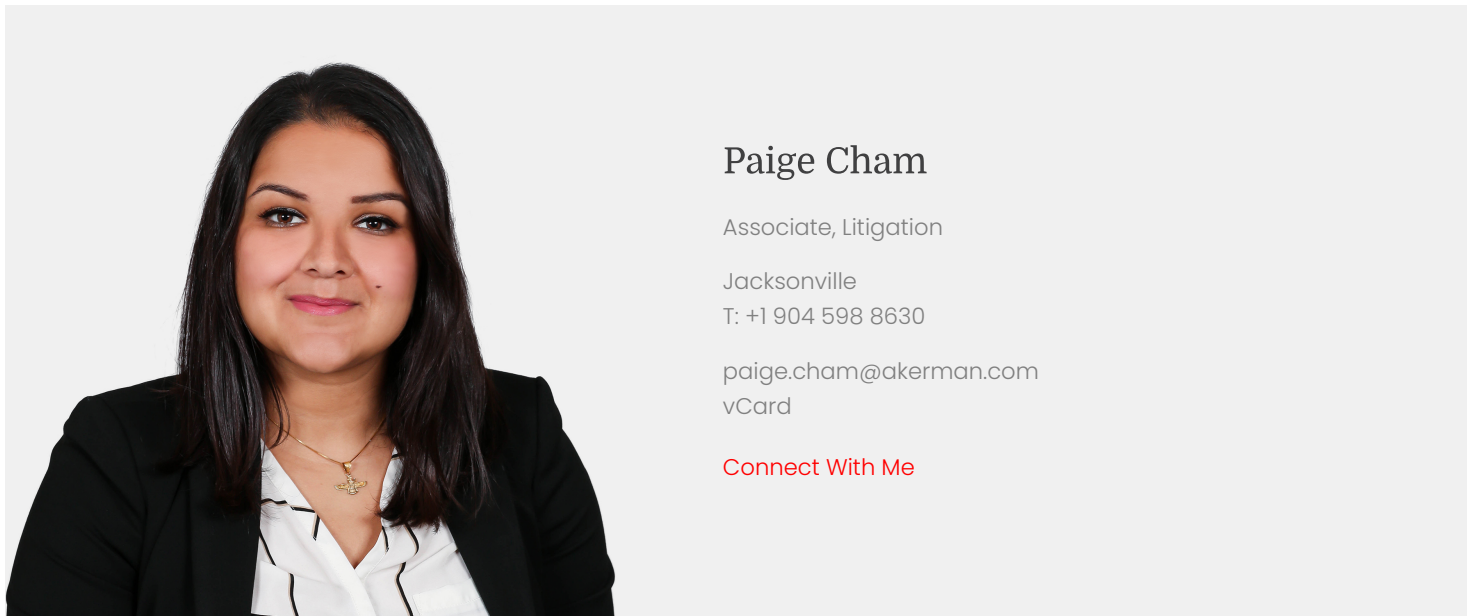 Paige Cham
Associate, Litigation
Jacksonville
T: +1 904 598 8630
paige.cham@akerman.com
vCard
Connect With Me